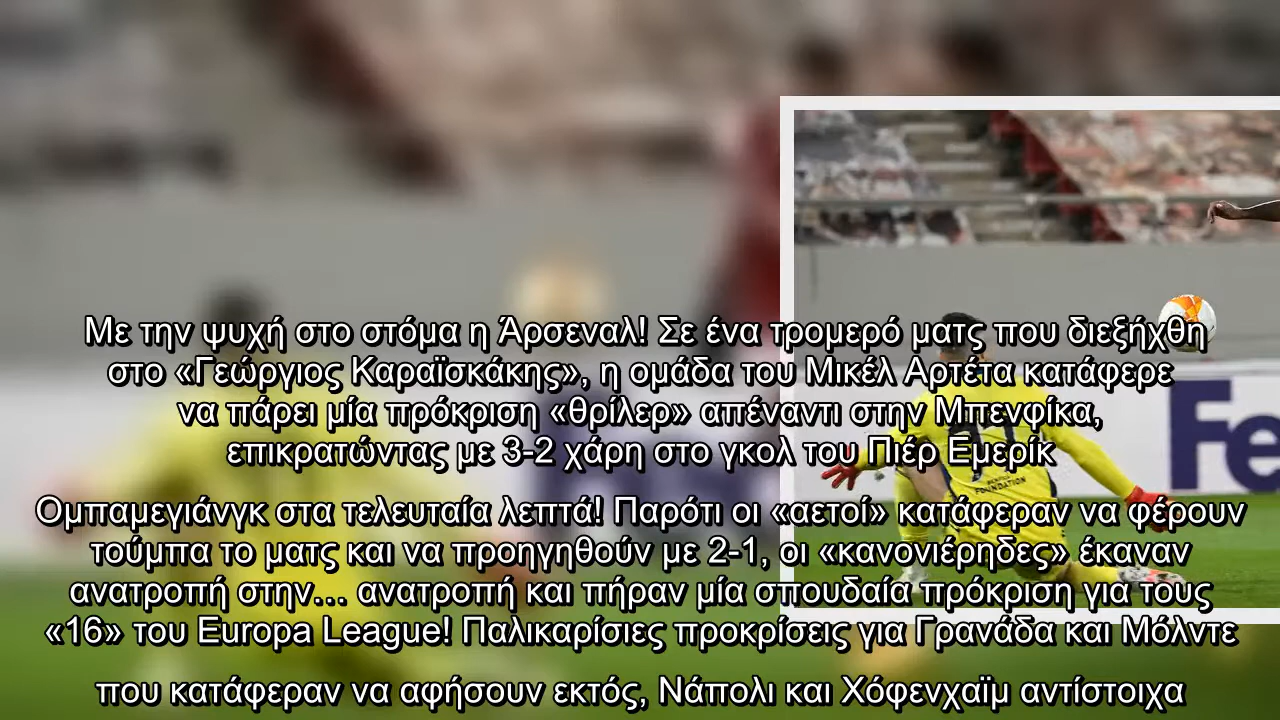 Με την ψυχή στο στόμα η Άρσεναλ! Σε ένα τρομερό ματς που διεξήχθη
στο «Γεώργιος Καραϊσκάκης», η ομάδα του Μικέλ Αρτέτα κατάφερε
να πάρει μία πρόκριση «θρίλερ» απέναντι στην Μπενφίκα,
επικρατώντας με 3-2 χάρη στο γκολ του Πιέρ Εμερίκ
Ομπαμεγιάνγκ στα τελευταία λεπτά! Παρότι οι «αετοί» κατάφεραν να φέρουν
τούμπα το ματς και να προηγηθούν με 2-1, οι «κανονιέρηδες» έκαναν
ανατροπή στην... ανατροπή και πήραν μία σπουδαία πρόκριση για τους
«16» του Europa League! Παλικαρίσιες προκρίσεις για Γρανάδα και Μόλντε
που κατάφεραν να αφήσουν εκτός, Νάπολι και Χόφενχαϊμ αντίστοιχα
Fe
FOUNDATION